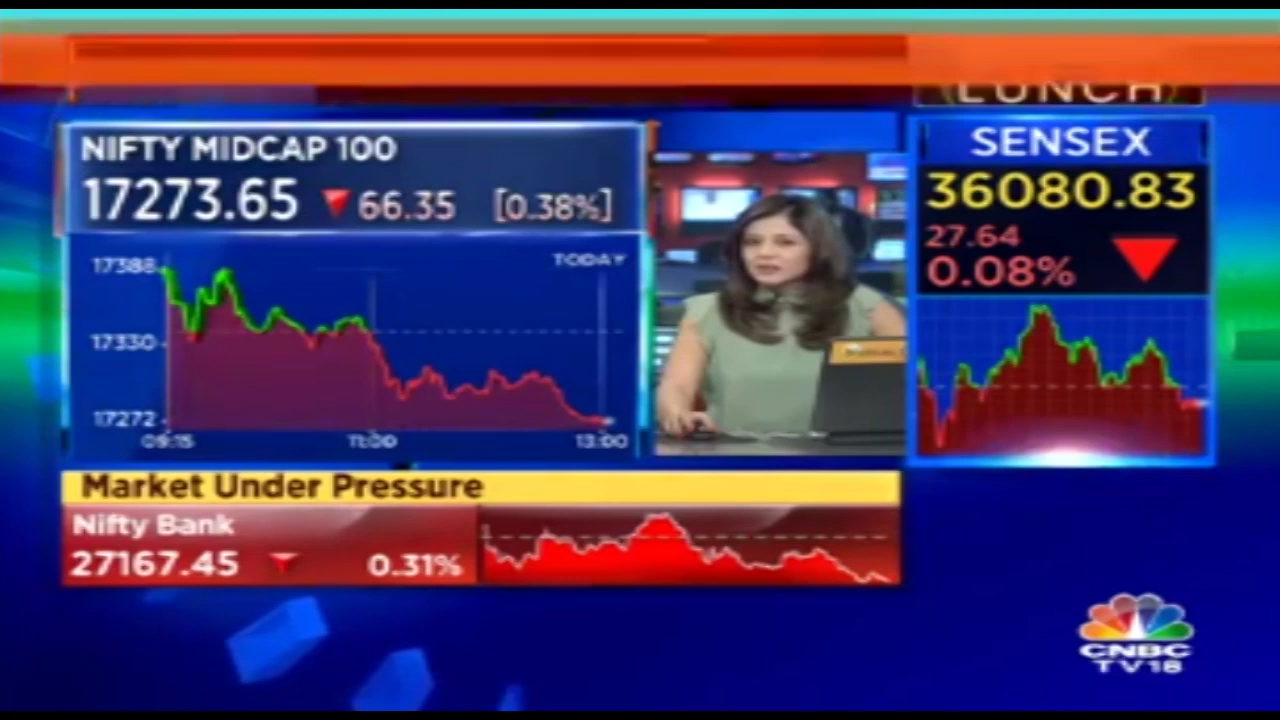 LUNCH
NIFTY MIDCAP 100
17273.65 ▼ 66.35 [0.38%]
TODAY
17388
17330
17272
09:15 11:00 13:00
SENSEX
36080.83
27.64
0.08%
Market Under Pressure
Nifty Bank
27167.45 ▼ 0.31%
CNBC
TV18